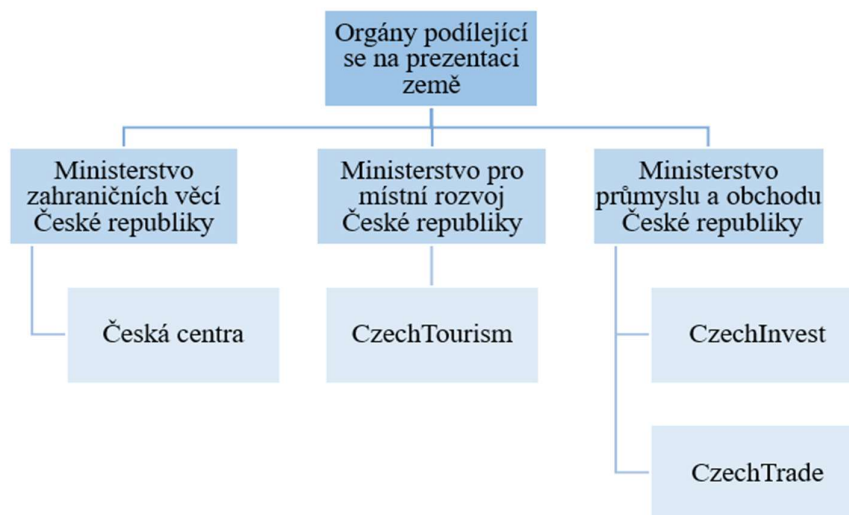 Orgány podílející
se na prezentaci
země
Ministerstvo
zahraničních věcí
České republiky
Ministerstvo pro
místní rozvoj
České republiky
Ministerstvo
průmyslu a obchodu
České republiky
Česká centra
CzechTourism
CzechInvest
CzechTrade